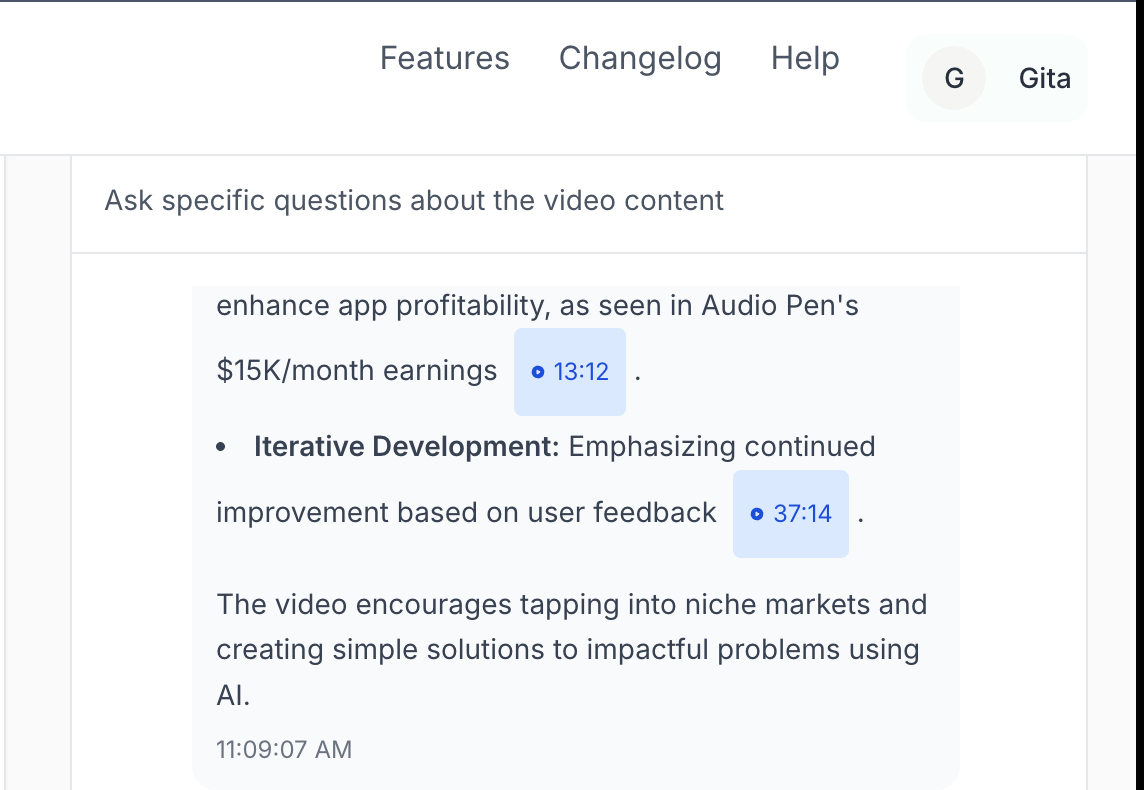 Features Changelog Help G Gita
Ask specific questions about the video content
enhance app profitability, as seen in Audio Pen's
$15K/month earnings 13:12 .
• Iterative Development: Emphasizing continued
improvement based on user feedback 37:14 .
The video encourages tapping into niche markets and
creating simple solutions to impactful problems using
AI.
11:09:07 AM